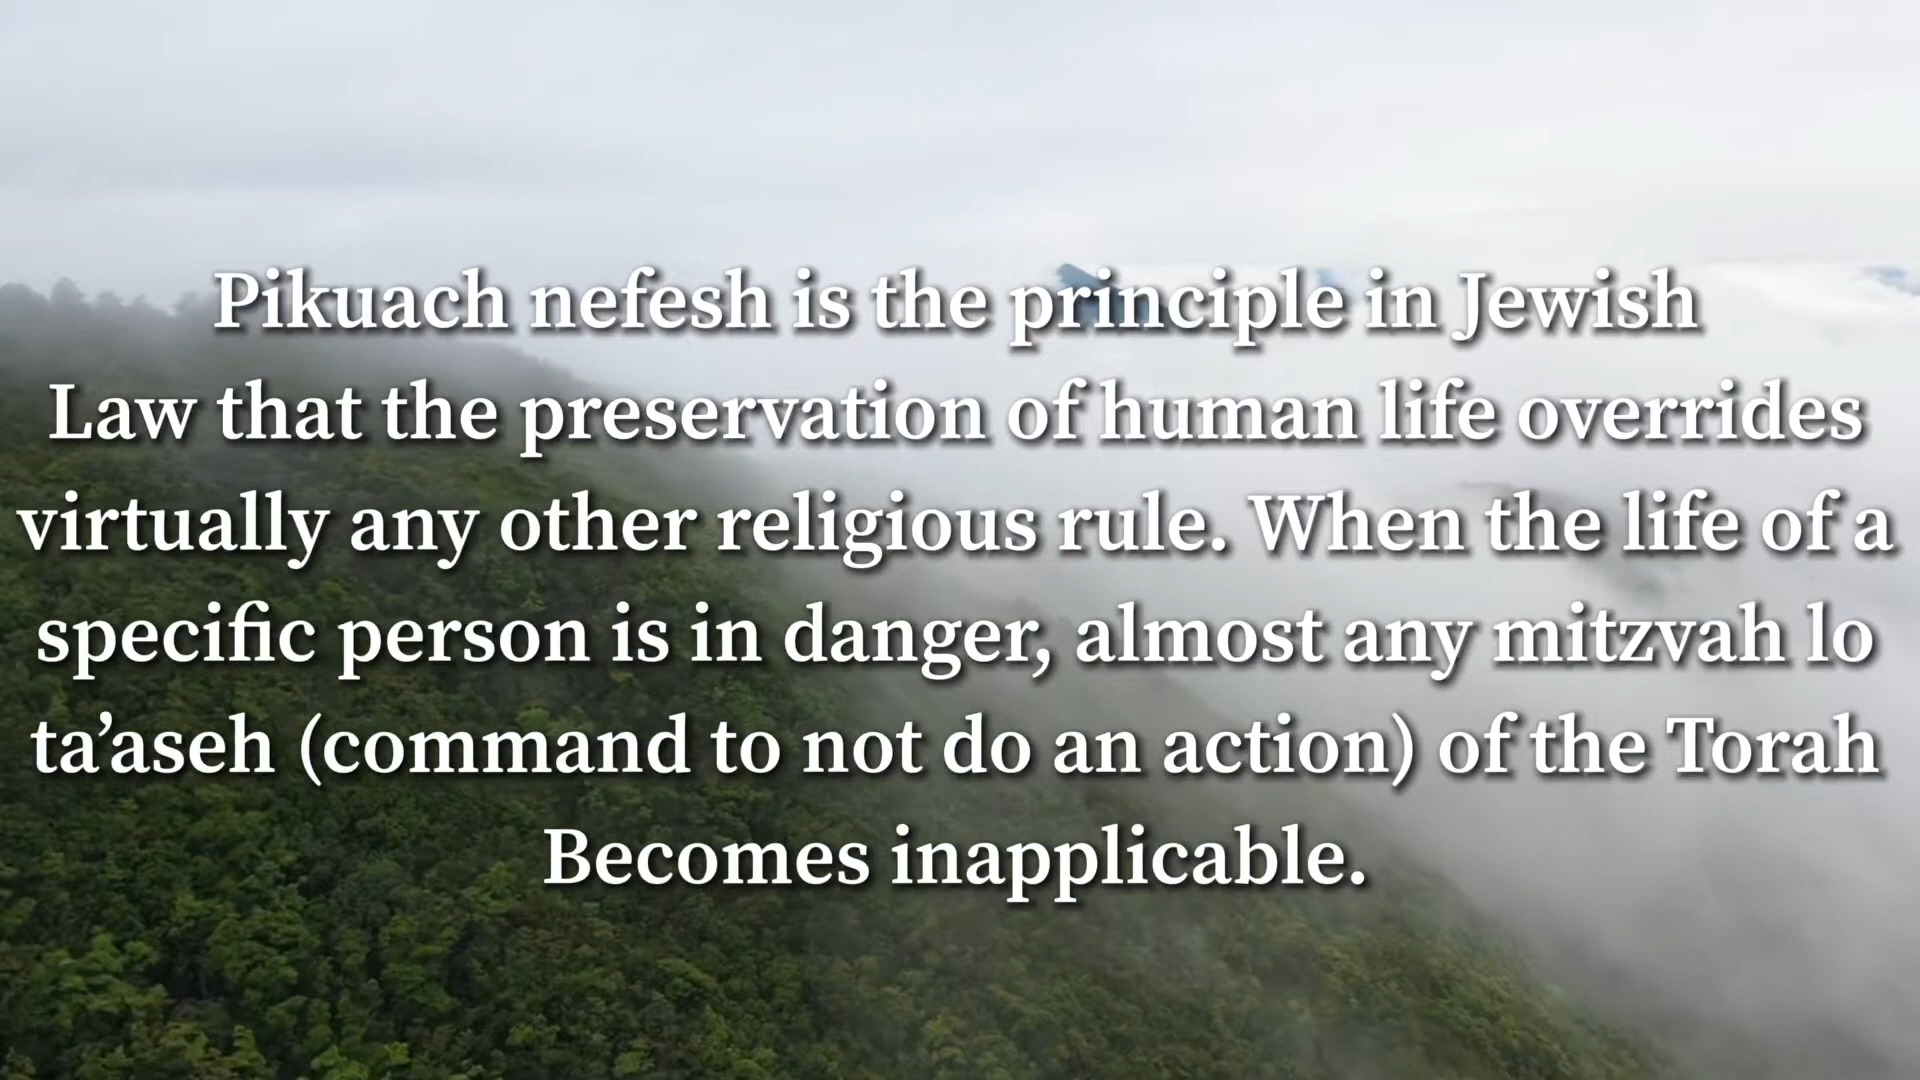 Pikuach nefesh is the principle in Jewish
Law that the preservation of human life overrides
virtually any other religious rule. When the life of a
specific person is in danger, almost any mitzvah lo
ta’aseh (command to not do an action) of the Torah
Becomes inapplicable.